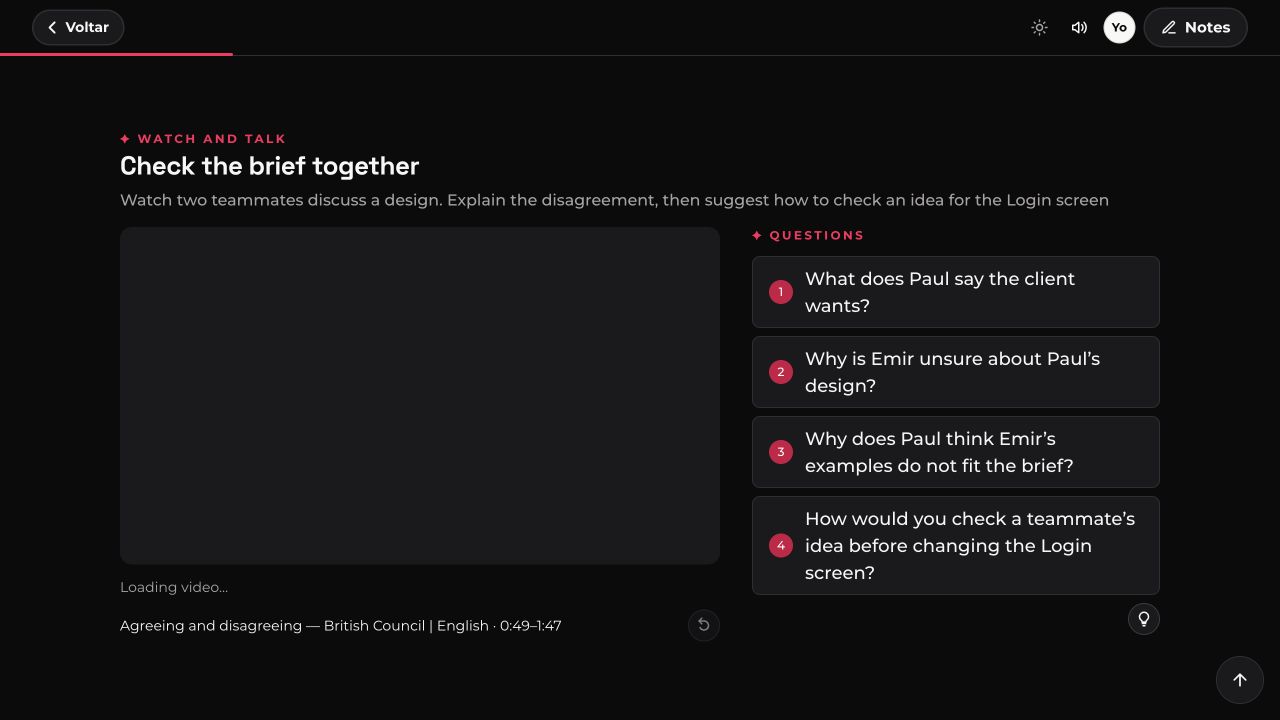 Voltar
Yo
Notes
WATCH AND TALK
Check the brief together
Watch two teammates discuss a design. Explain the disagreement, then suggest how to check an idea for the Login screen
QUESTIONS
1
What does Paul say the client
wants?
2
Why is Emir unsure about Paul’s
design?
3
Why does Paul think Emir’s
examples do not fit the brief?
4
How would you check a teammate’s
idea before changing the Login
screen?
Loading video…
Agreeing and disagreeing — British Council | English · 0:49–1:47